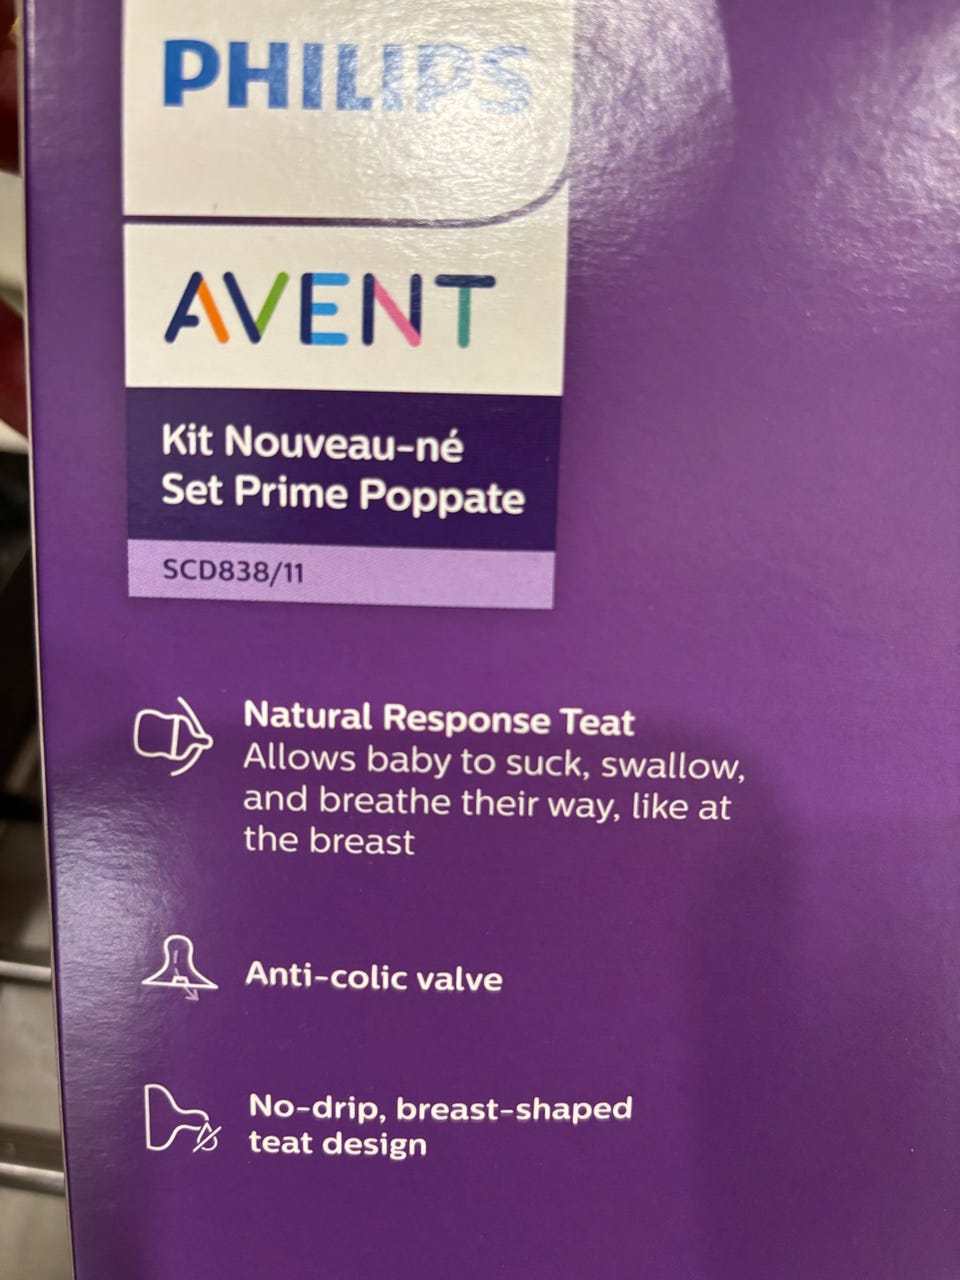 PHILIPS
AVENT
Kit Nouveau-né
Set Prime Poppate
SCD838/11
Natural Response Teat
Allows baby to suck, swallow,
and breathe their way, like at
the breast
Anti-colic valve
No-drip, breast-shaped
teat design